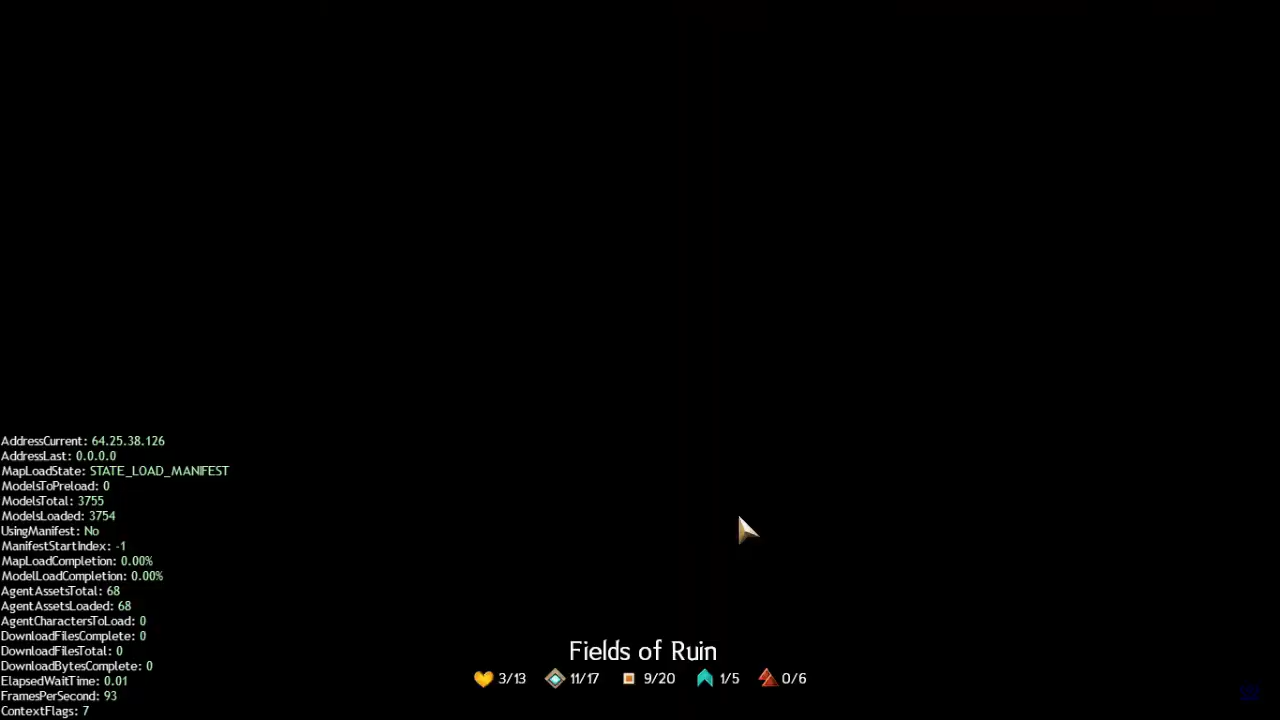 AddressCurrent: 64.25.38.126
AddressLast: 0.0.0.0
MapLoadState: STATE_LOAD_MANIFEST
ModelsToPreload: 0
ModelsTotal: 3755
ModelsLoaded: 3754
UsingManifest: No
ManifestStartIndex: -1
MapLoadCompletion: 0.00%
ModelLoadCompletion: 0.00%
AgentAssetsTotal: 68
AgentAssetsLoaded: 68
AgentCharactersToLoad: 0
DownloadFilesComplete: 0
DownloadFilesTotal: 0
DownloadBytesComplete: 0
ElapsedWaitTime: 0.01
FramesPerSecond: 93
ContextFlags: 7
Fields of Ruin
3/13 11/17 9/20 1/5 0/6